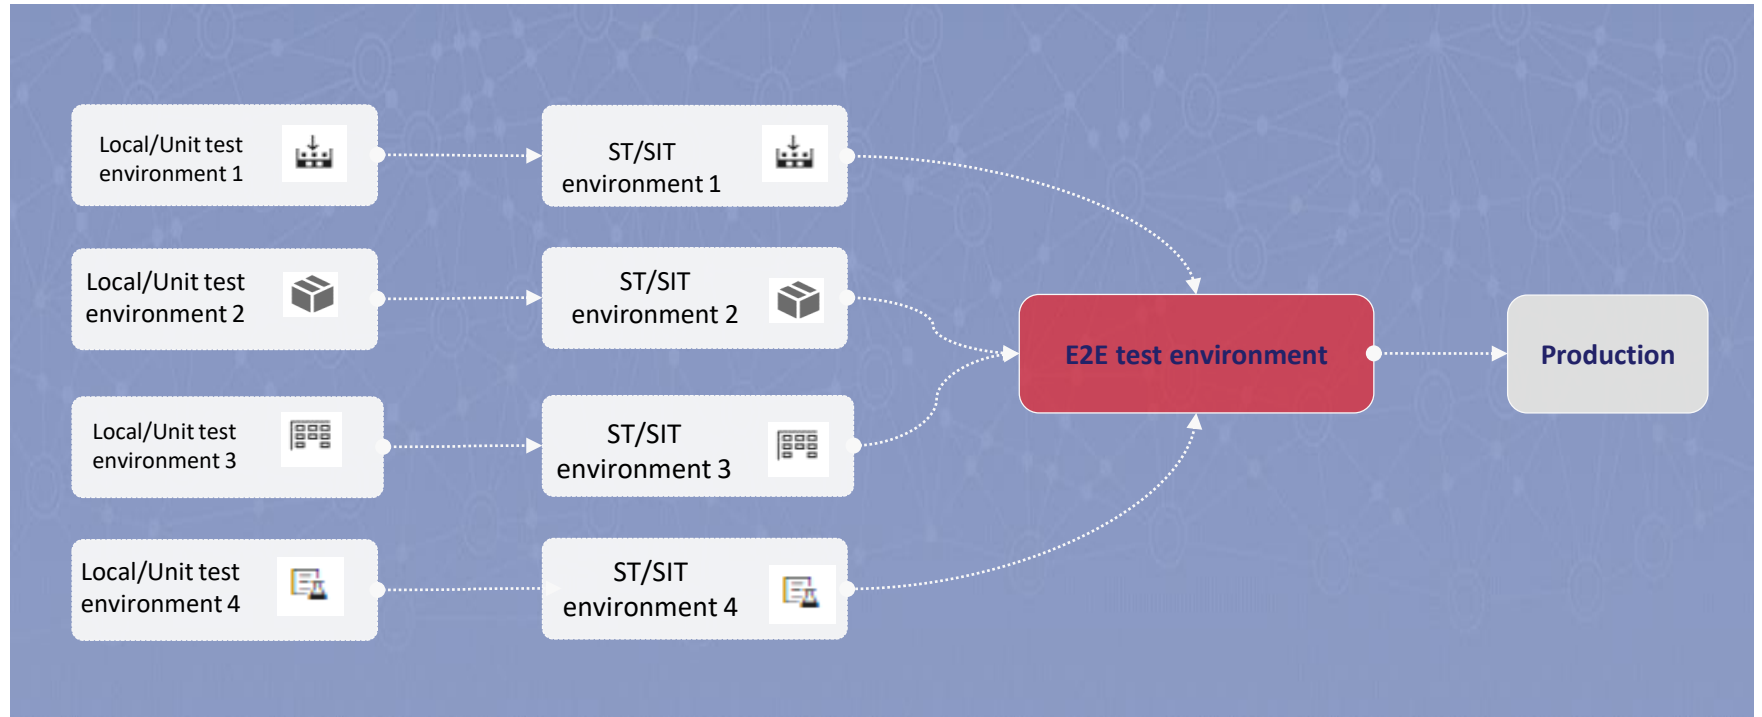 Local/Unit test
environment 1
ST/SIT
environment 1
Local/Unit test
environment 2
ST/SIT
environment 2
E2E test environment
Production
Local/Unit test
environment 3
ST/SIT
environment 3
Local/Unit test
environment 4
ST/SIT
environment 4